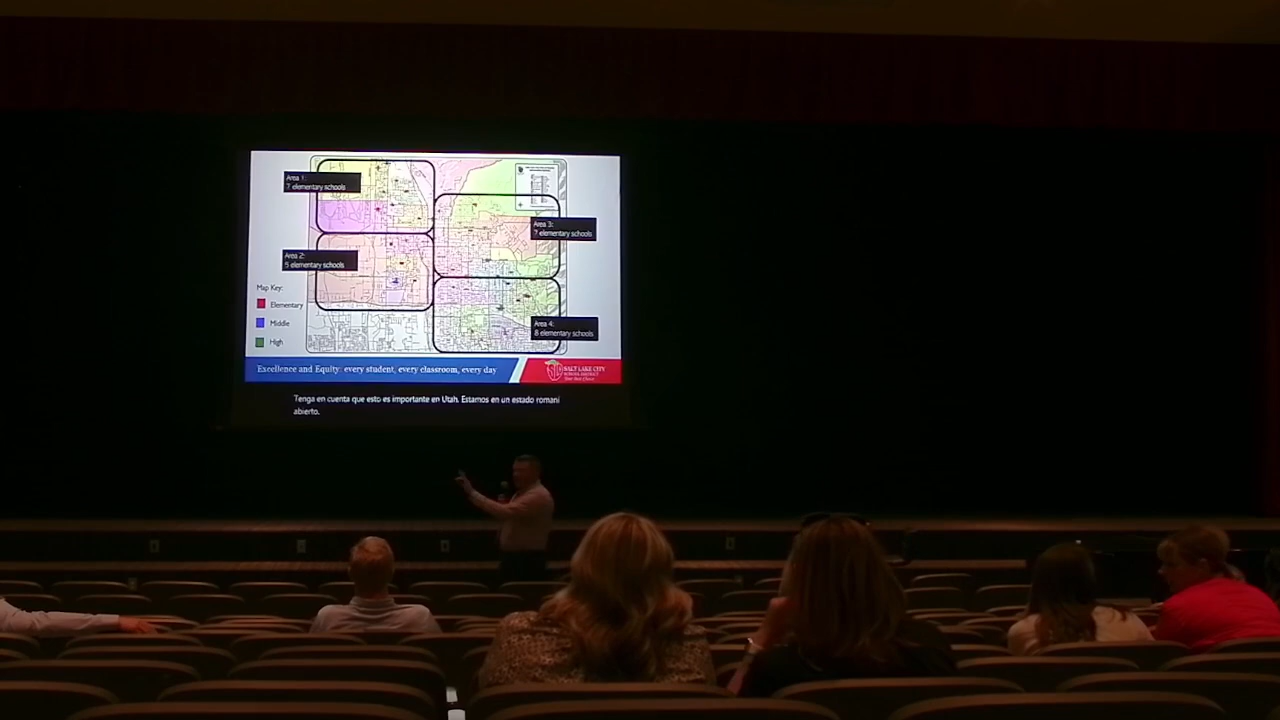 Area 1:
7 elementary schools
Area 3:
7 elementary schools
Area 2:
5 elementary schools
Map Key:
Elementary
Middle
High
Area 4:
8 elementary schools
Excellence and Equity: every student, every classroom, every day
SALT LAKE CITY
SCHOOL DISTRICT
Tenga en cuenta que esto es importante en Utah. Estamos en un estado romaní
abierto.